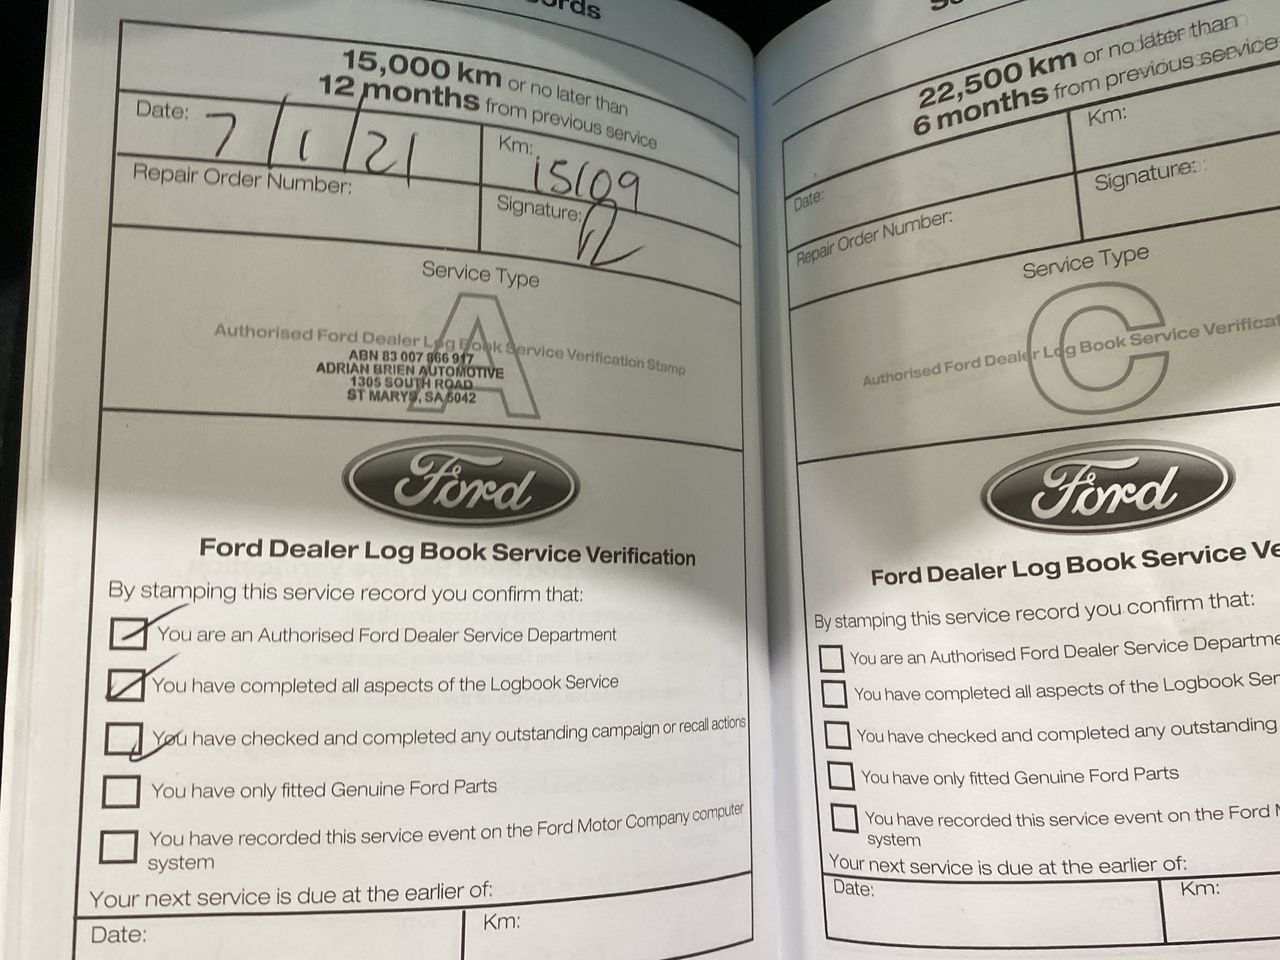 15,000 km or no later than
12 months from previous service
Date: 7/1/21
Km: 15109
Repair Order Number:
Signature:
Service Type
A
Authorised Ford Dealer Log Book Service Verification Stamp
ABN 83 007 866 917
ADRIAN BRIEN AUTOMOTIVE
1305 SOUTH ROAD
ST MARYS, SA 5042
Ford
Ford Dealer Log Book Service Verification
By stamping this service record you confirm that:
You are an Authorised Ford Dealer Service Department
You have completed all aspects of the Logbook Service
You have checked and completed any outstanding campaign or recall actions
You have only fitted Genuine Ford Parts
You have recorded this service event on the Ford Motor Company computer
system
Your next service is due at the earlier of:
Date:
Km:
22,500 km or no later than
6 months from previous service
Date:
Km:
Repair Order Number:
Signature:
Service Type
C
Authorised Ford Dealer Log Book Service
Ford
Ford Dealer Log Book Service
By stamping this service record you confirm that:
You are an Authorised Ford Dealer Service
You have completed all aspects of the Logbook
You have checked and completed any outstanding
You have only fitted Genuine Ford Parts
You have recorded this service event on the Ford
system
Your next service is due at the earlier of:
Date:
Km: